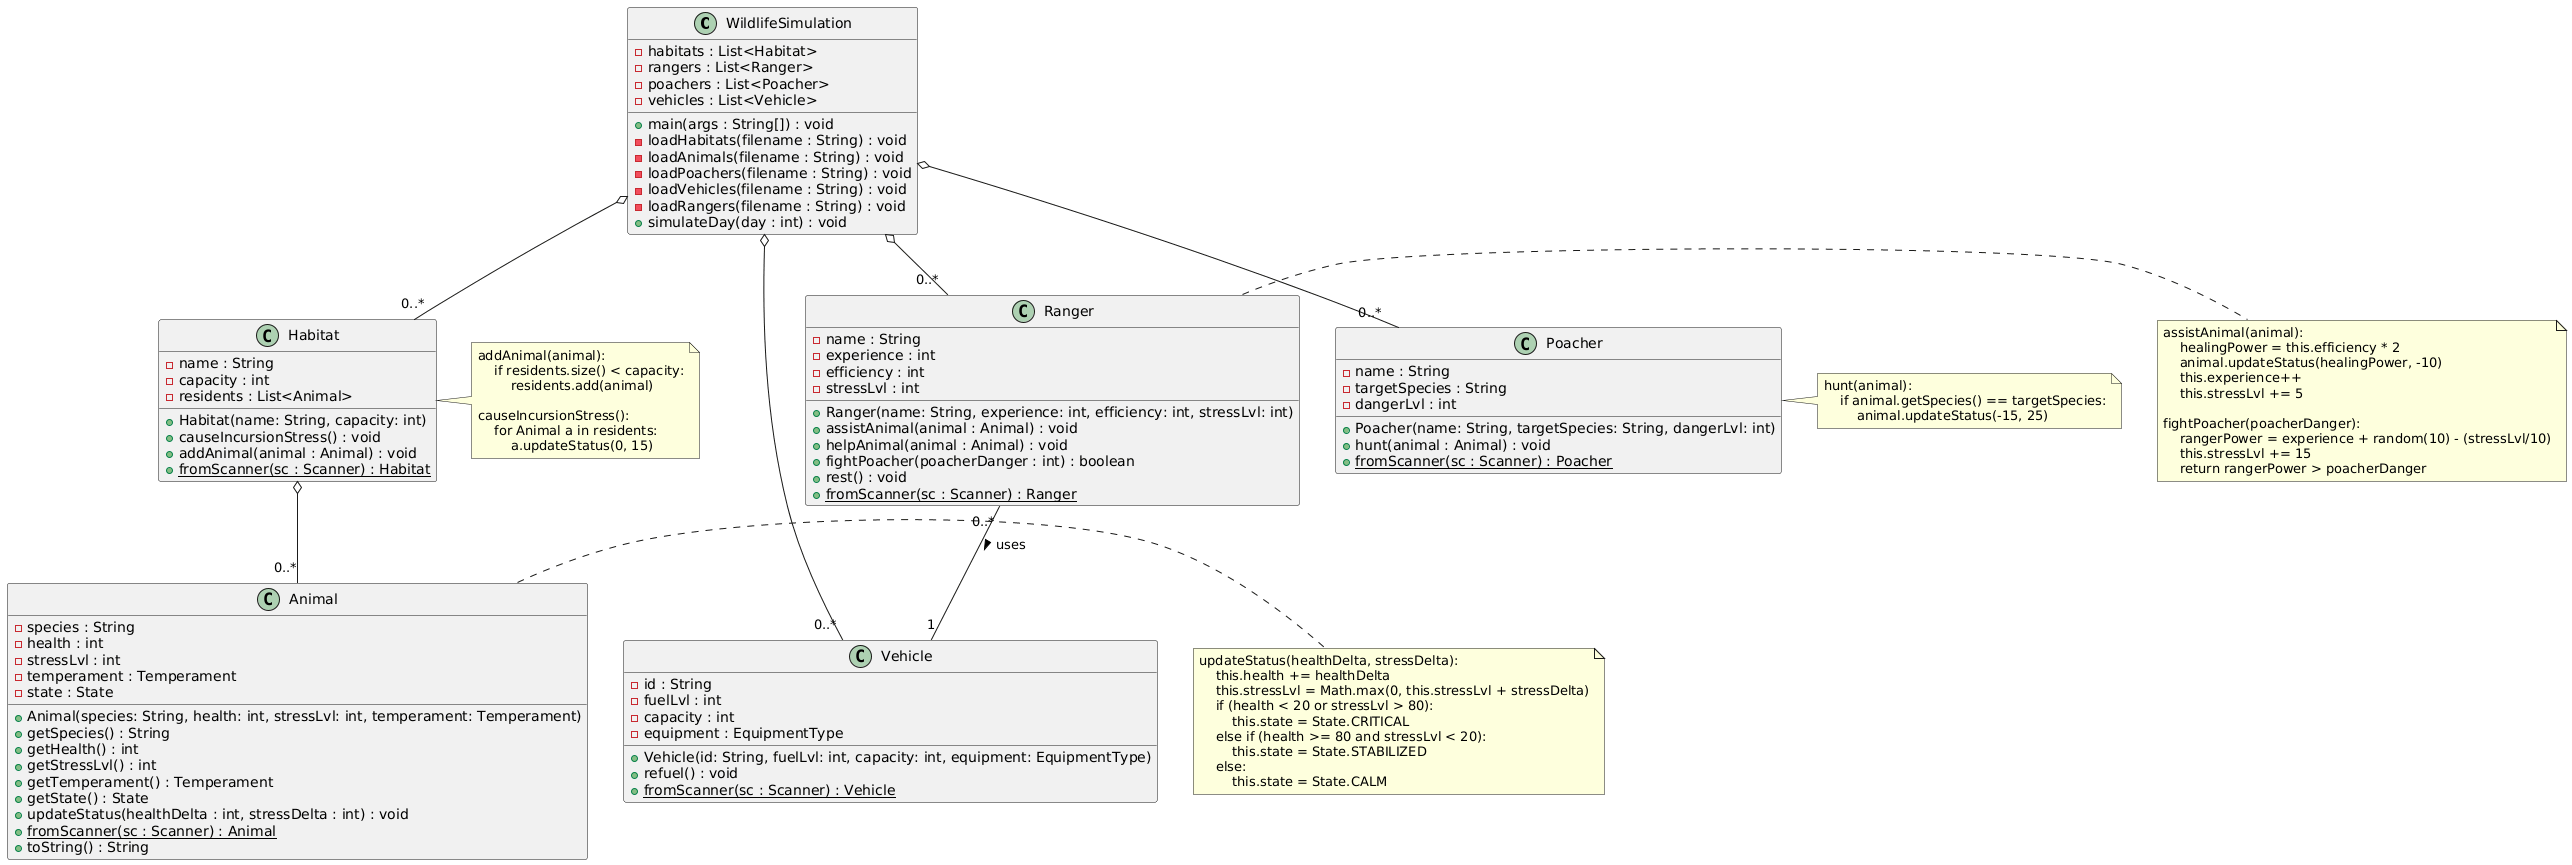 C WildlifeSimulation
habitats : List<Habitat>
rangers : List<Ranger>
poachers : List<Poacher>
vehicles : List<Vehicle>
main(args : String[]) : void
loadHabitats(filename : String) : void
loadAnimals(filename : String) : void
loadPoachers(filename : String) : void
loadVehicles(filename : String) : void
loadRangers(filename : String) : void
simulateDay(day : int) : void
0..*
0..*
0..*
C Habitat
name : String
capacity : int
residents : List<Animal>
Habitat(name: String, capacity: int)
causeIncursionStress() : void
addAnimal(animal : Animal) : void
fromScanner(sc : Scanner) : Habitat
addAnimal(animal):
if residents.size() < capacity:
residents.add(animal)
causeIncursionStress():
for Animal a in residents:
a.updateStatus(0, 15)
C Ranger
name : String
experience : int
efficiency : int
stressLvl : int
Ranger(name: String, experience: int, efficiency: int, stressLvl: int)
assistAnimal(animal : Animal) : void
helpAnimal(animal : Animal) : void
fightPoacher(poacherDanger : int) : boolean
rest() : void
fromScanner(sc : Scanner) : Ranger
C Poacher
name : String
targetSpecies : String
dangerLvl : int
Poacher(name: String, targetSpecies: String, dangerLvl: int)
hunt(animal : Animal) : void
fromScanner(sc : Scanner) : Poacher
hunt(animal):
if animal.getSpecies() == targetSpecies:
animal.updateStatus(-15, 25)
assistAnimal(animal):
healingPower = this.efficiency * 2
animal.updateStatus(healingPower, -10)
this.experience++
this.stressLvl += 5
fightPoacher(poacherDanger):
rangerPower = experience + random(10) - (stressLvl/10)
this.stressLvl += 15
return rangerPower > poacherDanger
0..*
uses
0..*
0..*
1
C Animal
species : String
health : int
stressLvl : int
temperament : Temperament
state : State
Animal(species: String, health: int, stressLvl: int, temperament: Temperament)
getSpecies() : String
getHealth() : int
getStressLvl() : int
getTemperament() : Temperament
getState() : State
updateStatus(healthDelta : int, stressDelta : int) : void
fromScanner(sc : Scanner) : Animal
toString() : String
C Vehicle
id : String
fuelLvl : int
capacity : int
equipment : EquipmentType
Vehicle(id: String, fuelLvl: int, capacity: int, equipment: EquipmentType)
refuel() : void
fromScanner(sc : Scanner) : Vehicle
updateStatus(healthDelta, stressDelta):
this.health += healthDelta
this.stressLvl = Math.max(0, this.stressLvl + stressDelta)
if (health < 20 or stressLvl > 80):
this.state = State.CRITICAL
else if (health >= 80 and stressLvl < 20):
this.state = State.STABILIZED
else:
this.state = State.CALM